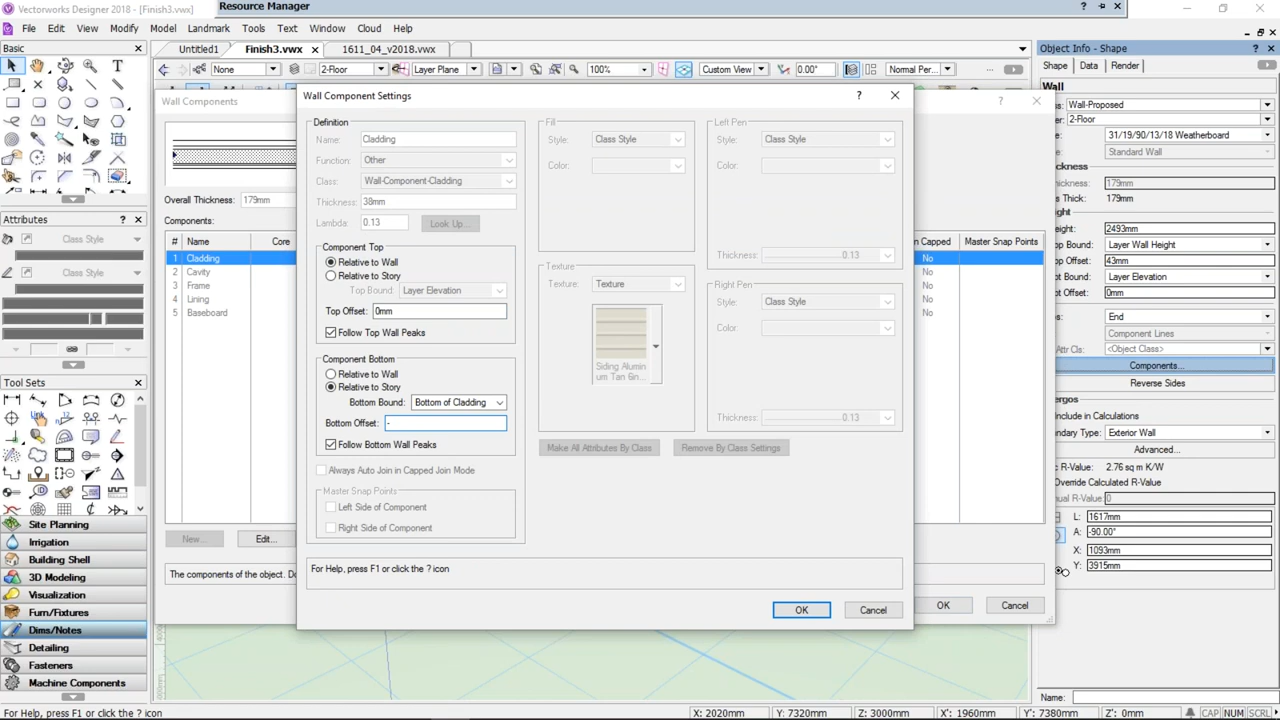 Vectorworks Designer 2018 - [Finish3.vwx]
Resource Manager
File Edit View Modify Model Landmark Tools Text Window Cullen Help
Basic
Untitled1 Finish3.vwx 1611_04_v2018.vwx
None 2-Floor Layer Plane 100% Custom View 0.00° Normal Per...
Object Info - Shape
Shape Data Render
Wall
Wall-Proposed
2-Floor
31/19/90/13/18 Weatherboard
Standard Wall
179mm
179mm
2493mm
Layer Wall Height
43mm
Layer Elevation
0mm
End
Component Lines
<Object Class>
Components...
Reverse Sides
Exterior Wall
Advanced...
2.76 sq m K/W
Override Calculated R-Value
0
L: 1617mm
A: -90.00°
X: 1093mm
Y: 3915mm
Name:
Attributes
Class Style
Class Style
Tool Sets
Site Planning
Irrigation
Building Shell
3D Modeling
Visualization
Furn/Fixtures
Dims/Notes
Detailing
Fasteners
Machine Components
Wall Components
Overall Thickness: 179mm
Components:
# Name Core
1 Cladding
2 Cavity
3 Frame
4 Lining
5 Baseboard
n Capped Master Snap Points
No
No
No
No
No
New... Edit...
The components of the object. Do
OK Cancel
Wall Component Settings
Definition
Name: Cladding
Function: Other
Class: Wall-Component-Cladding
Thickness: 38mm
Lambda: 0.13 Look Up...
Component Top
Relative to Wall
Relative to Story
Top Bound: Layer Elevation
Top Offset: 0mm
Follow Top Wall Peaks
Component Bottom
Relative to Wall
Relative to Story
Bottom Bound: Bottom of Cladding
Bottom Offset: -
Follow Bottom Wall Peaks
Always Auto Join in Capped Join Mode
Master Snap Points
Left Side of Component
Right Side of Component
Fill
Style: Class Style
Color:
Texture
Texture: Texture
Siding Alumin
um Tan 6in...
Left Pen
Style: Class Style
Color:
Thickness: 0.13
Right Pen
Style: Class Style
Color:
Thickness: 0.13
Make All Attributes By Class Remove By Class Settings
For Help, press F1 or click the ? icon
OK Cancel
For Help, press F1 or click the ? icon
X: 2020mm Y: 7320mm Z: 3000mm X': 1960mm Y': 7380mm Z': 0mm CAP NUM SCRL